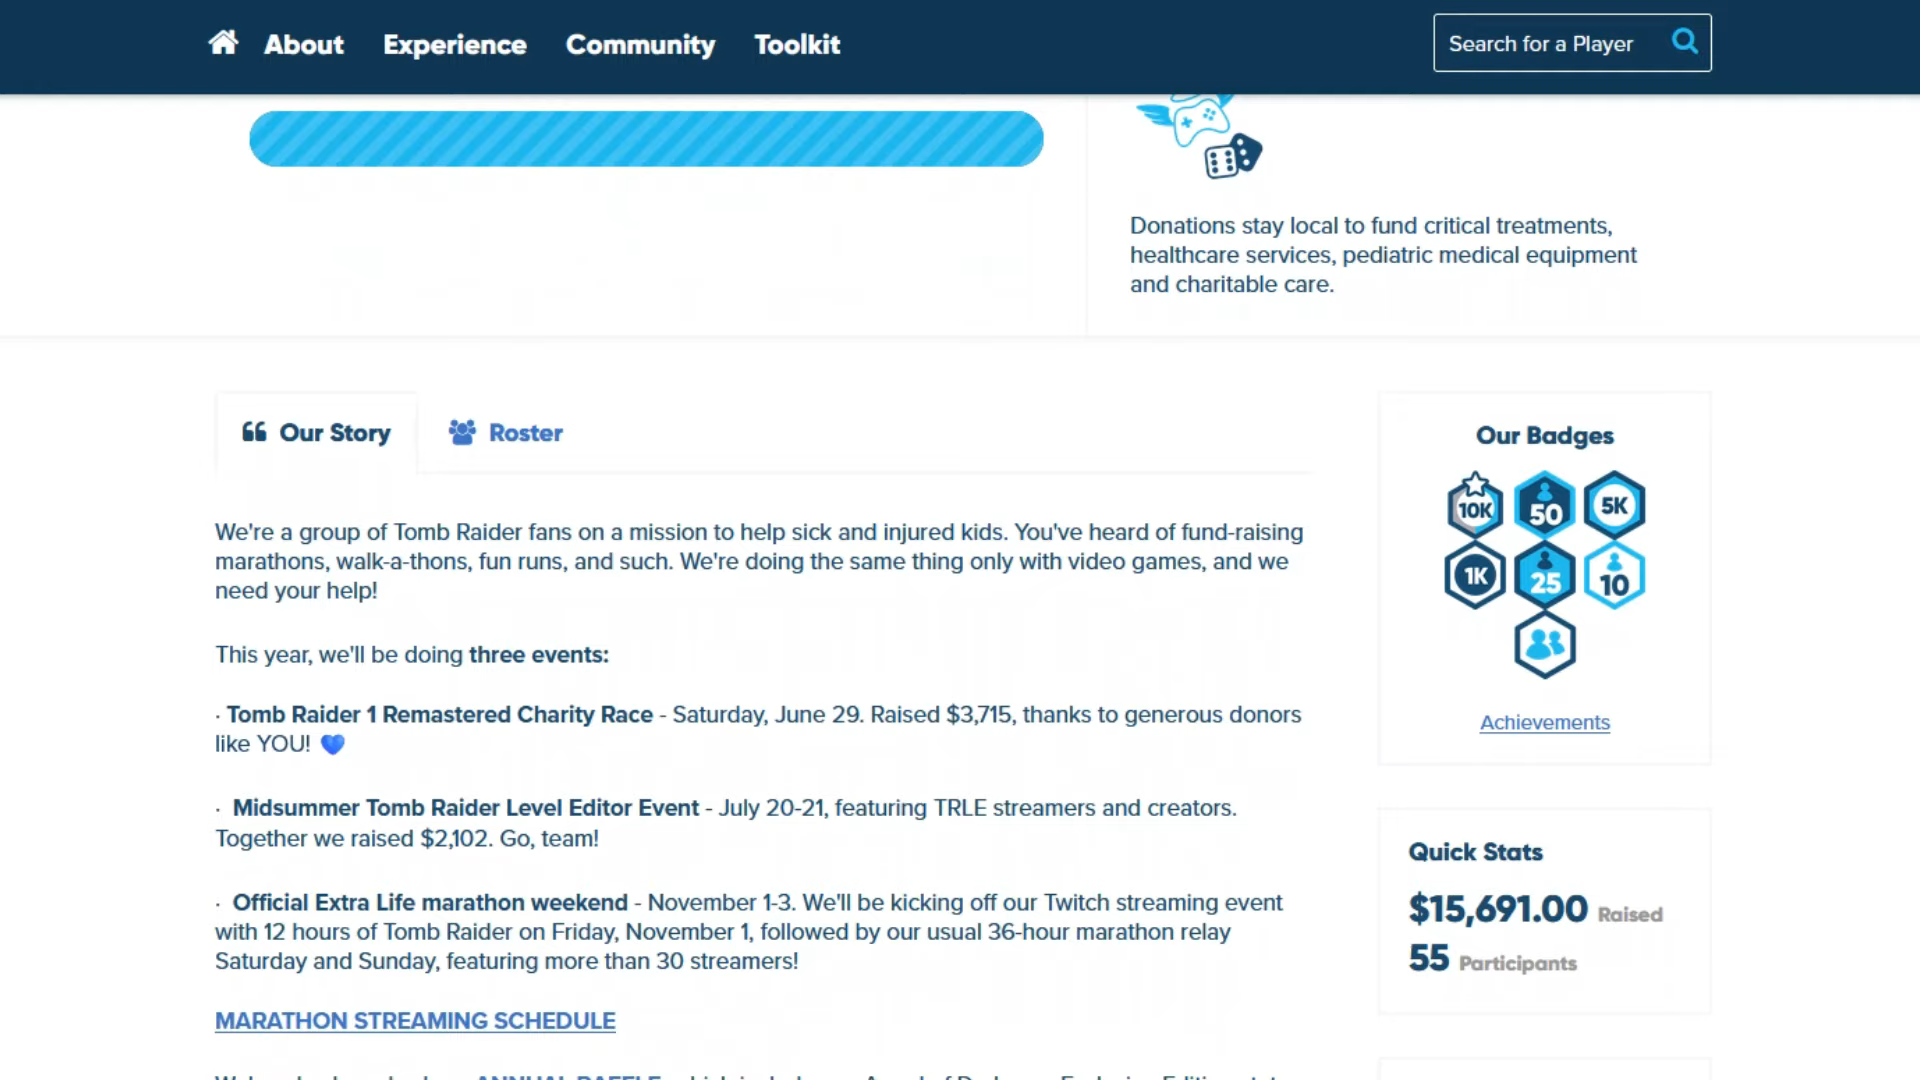 About Experience Community Toolkit
Search for a Player
Donations stay local to fund critical treatments,
healthcare services, pediatric medical equipment
and charitable care.
Our Story
Roster
We're a group of Tomb Raider fans on a mission to help sick and injured kids. You've heard of fund-raising
marathons, walk-a-thons, fun runs, and such. We're doing the same thing only with video games, and we
need your help!
This year, we'll be doing three events:
· Tomb Raider 1 Remastered Charity Race - Saturday, June 29. Raised $3,715, thanks to generous donors
like YOU! 💙
· Midsummer Tomb Raider Level Editor Event - July 20-21, featuring TRLE streamers and creators.
Together we raised $2,102. Go, team!
· Official Extra Life marathon weekend - November 1-3. We'll be kicking off our Twitch streaming event
with 12 hours of Tomb Raider on Friday, November 1, followed by our usual 36-hour marathon relay
Saturday and Sunday, featuring more than 30 streamers!
MARATHON STREAMING SCHEDULE
ANNUAL RAFFLE
Our Badges
10K 50 5K
1K 25 10
Achievements
Quick Stats
$15,691.00 Raised
55 Participants